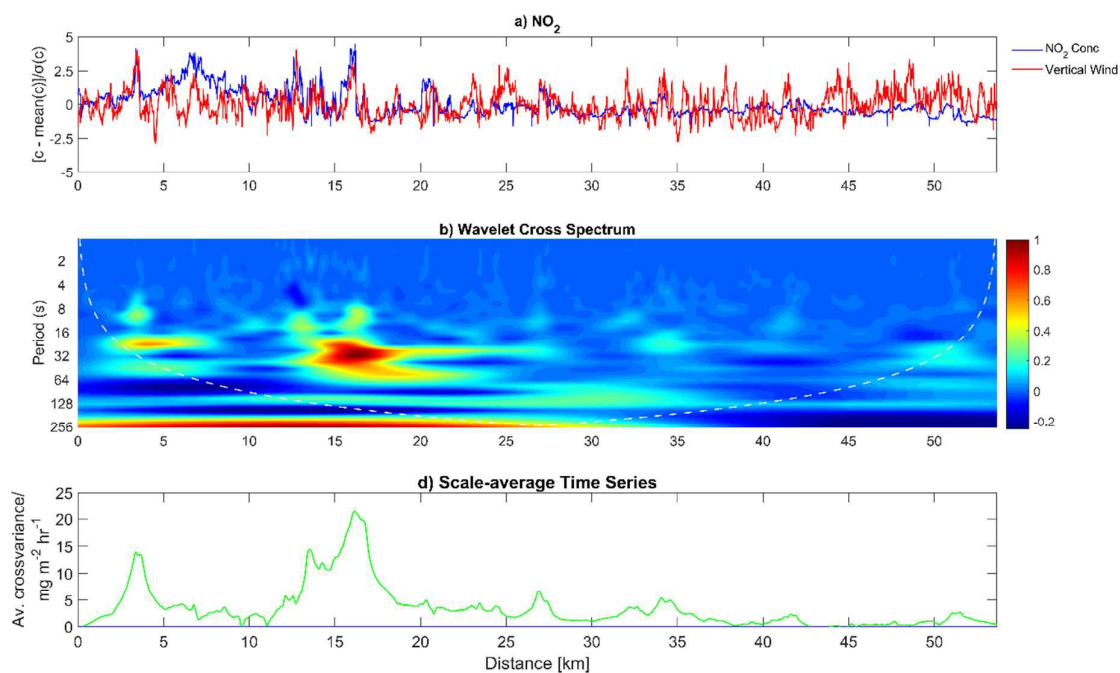 a) NO2
5
2.5
0
-2.5
-5
[c - mean(c)]/σ(c)
0 5 10 15 20 25 30 35 40 45 50
NO2 Conc
Vertical Wind
b) Wavelet Cross Spectrum
2
4
8
16
32
64
128
256
Period (s)
0 5 10 15 20 25 30 35 40 45 50
1
0.8
0.6
0.4
0.2
0
-0.2
d) Scale-average Time Series
25
20
15
10
5
0
Av. crossvariance/
mg m-2 hr-1
0 5 10 15 20 25 30 35 40 45 50
Distance [km]